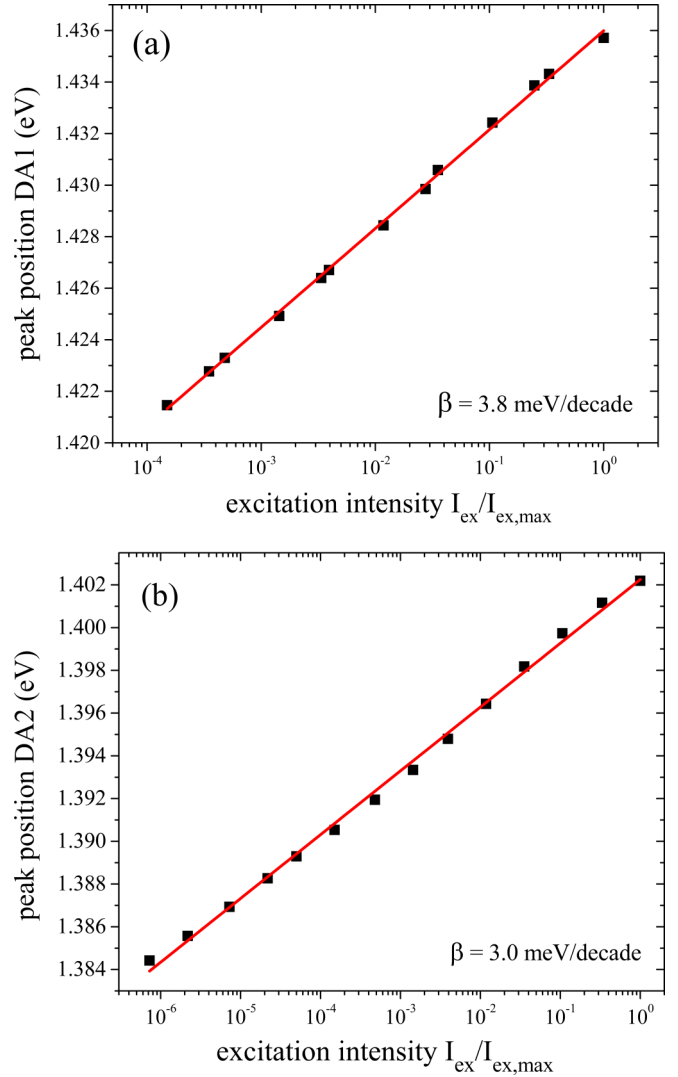 (a)
peak position DA1 (eV)
1.436
1.434
1.432
1.430
1.428
1.426
1.424
1.422
1.420
β = 3.8 meV/decade
10⁻⁴ 10⁻³ 10⁻² 10⁻¹ 10⁰
excitation intensity I_ex/I_ex,max
(b)
peak position DA2 (eV)
1.402
1.400
1.398
1.396
1.394
1.392
1.390
1.388
1.386
1.384
β = 3.0 meV/decade
10⁻⁶ 10⁻⁵ 10⁻⁴ 10⁻³ 10⁻² 10⁻¹ 10⁰
excitation intensity I_ex/I_ex,max